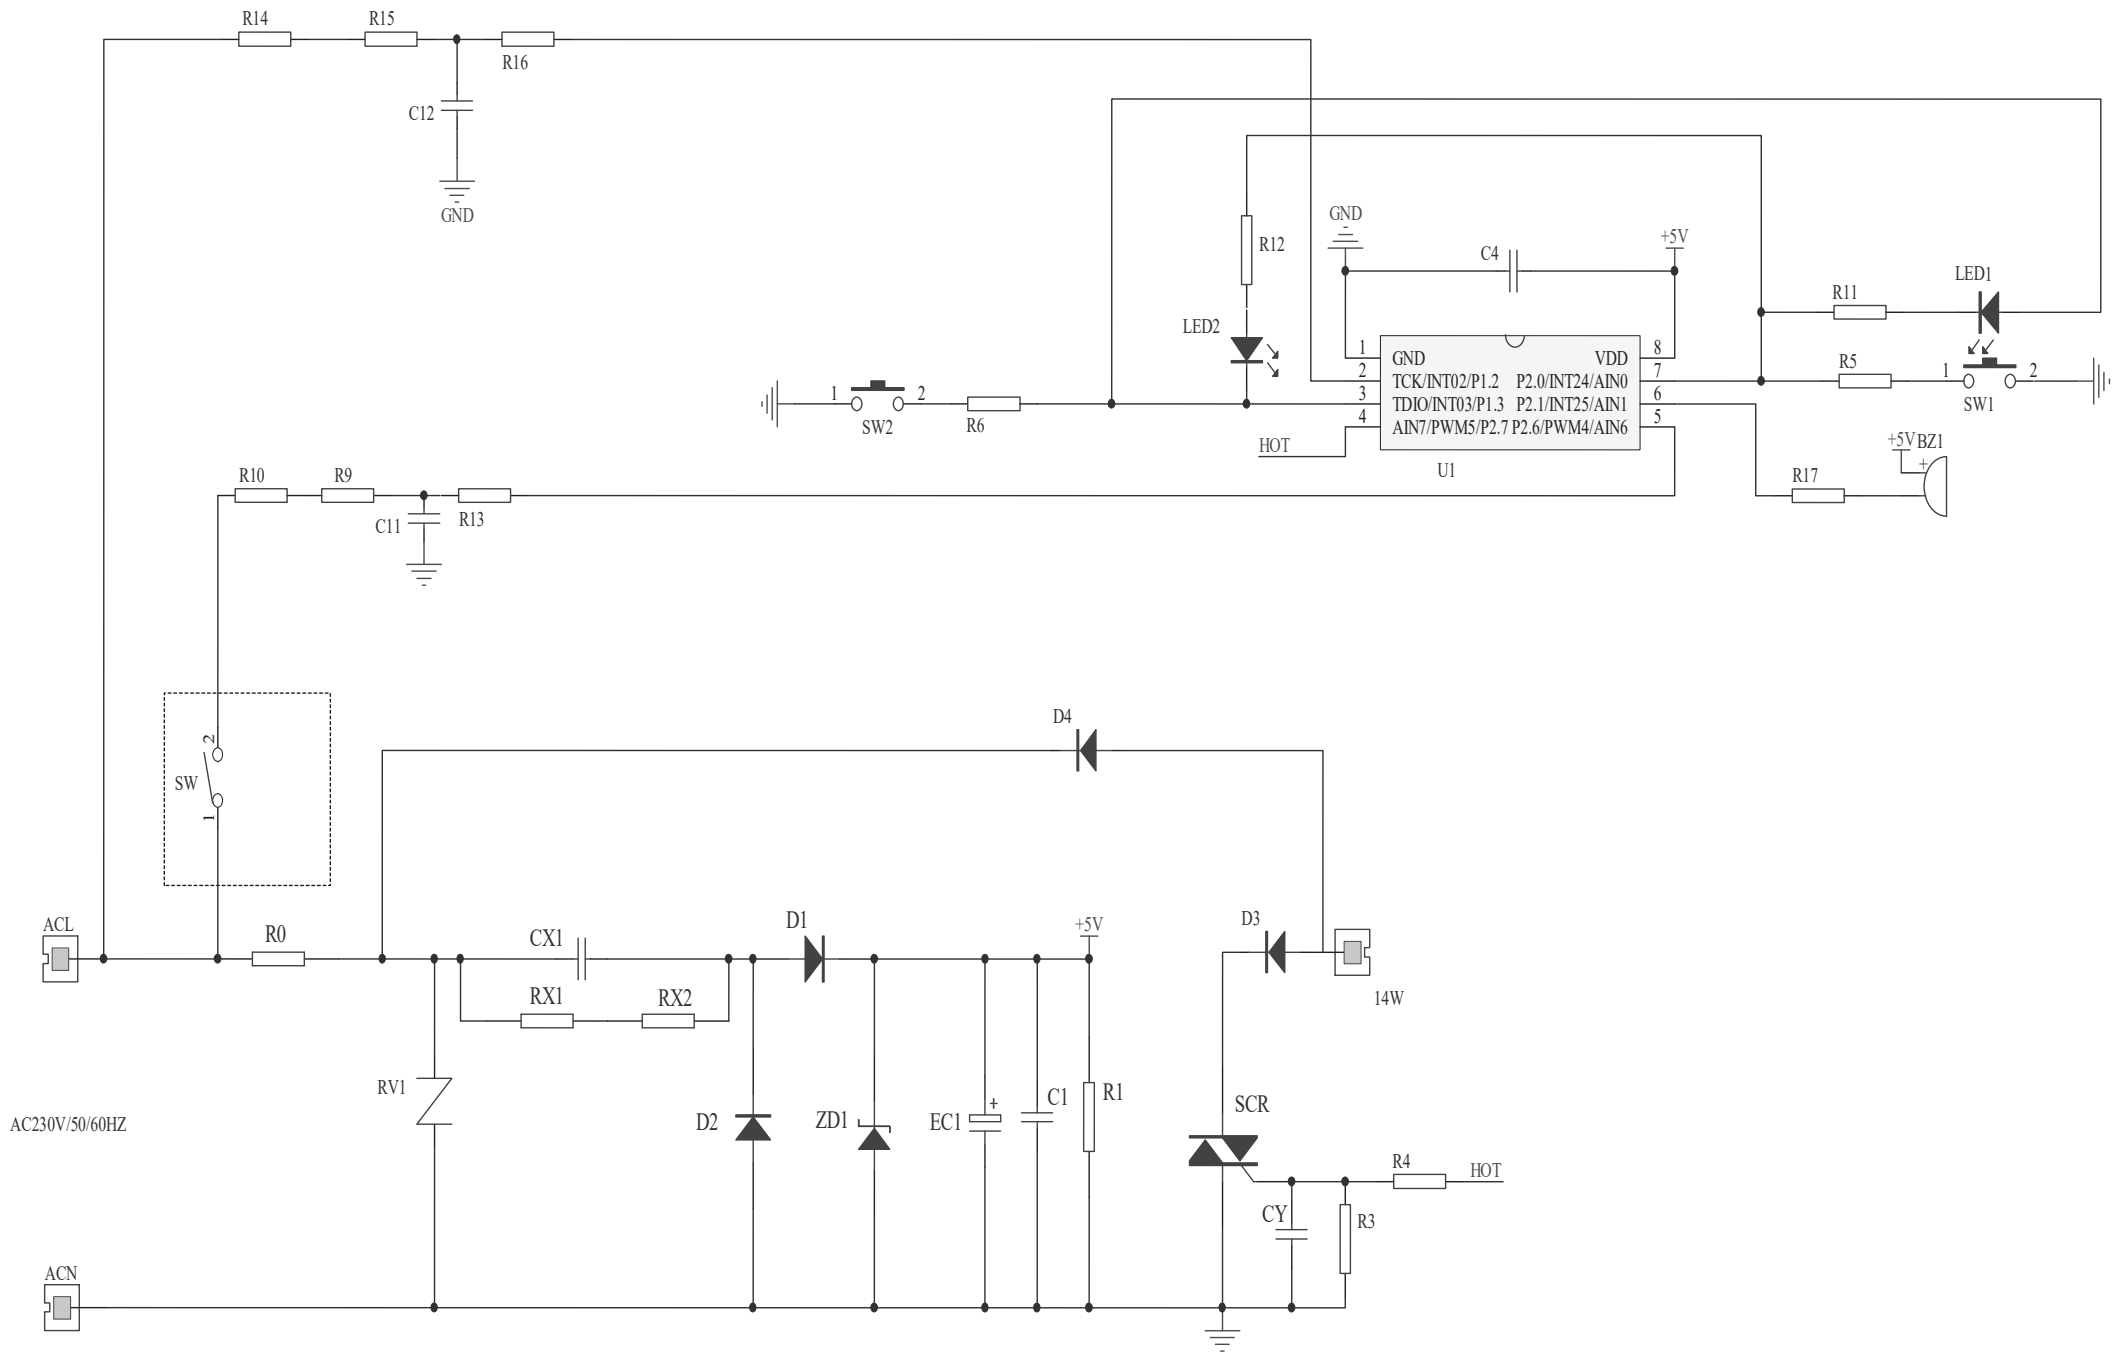 R14
R15
R16
C12
GND
GND
R12
C4
+5V
LED1
R11
LED2
1
GND
VDD
8
2
TCK/INT02/P1.2
P2.0/INT24/AIN0
7
3
TDIO/INT03/P1.3
P2.1/INT25/AIN1
6
4
AIN7/PWM5/P2.7
P2.6/PWM4/AIN6
5
R5
1
2
SW1
1
2
SW2
R6
HOT
U1
+5V
BZ1
+
R17
R10
R9
R13
C11
D4
2
SW
1
ACL
R0
CX1
D1
+5V
D3
RX1
RX2
14W
RV1
D2
ZD1
EC1
+
C1
R1
SCR
AC230V/50/60HZ
R4
HOT
CY
R3
ACN